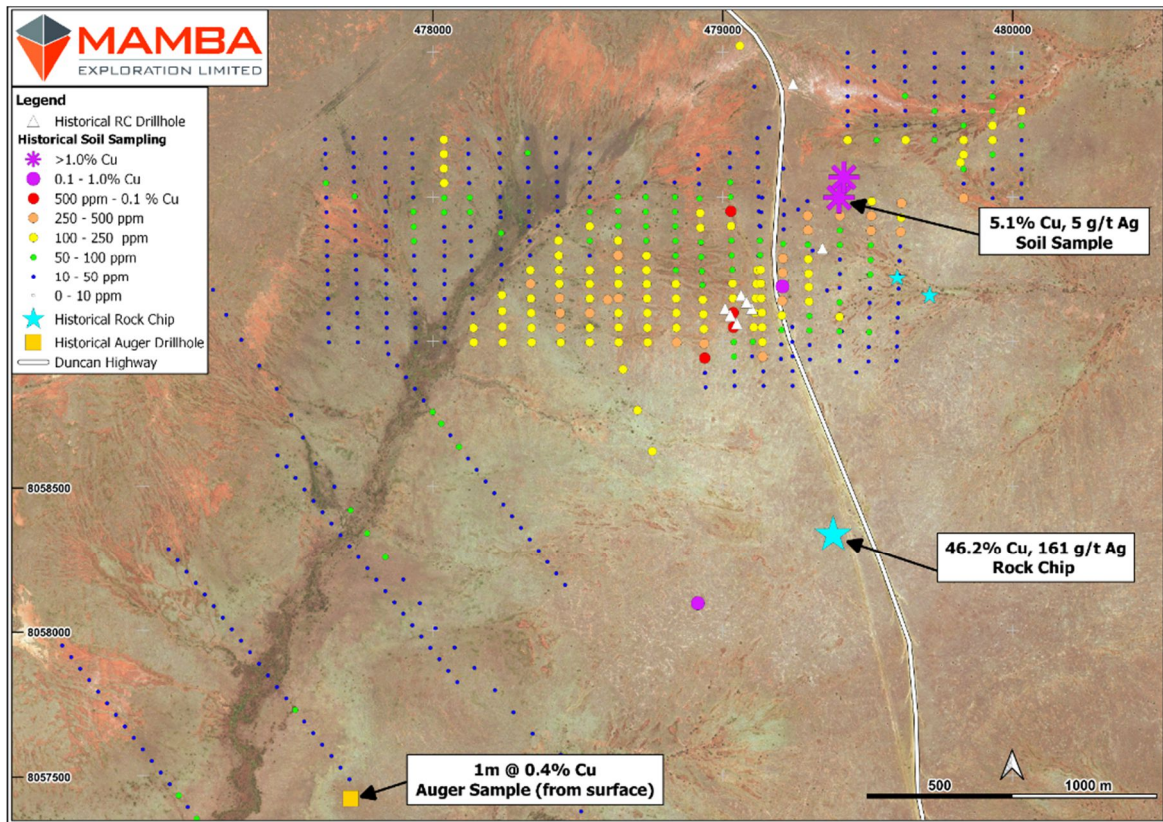 MAMBA
EXPLORATION LIMITED
478000
479000
480000
Legend
Historical RC Drillhole
Historical Soil Sampling
>1.0% Cu
0.1 - 1.0% Cu
500 ppm - 0.1 % Cu
250 - 500 ppm
100 - 250 ppm
50 - 100 ppm
10 - 50 ppm
0 - 10 ppm
Historical Rock Chip
Historical Auger Drillhole
Duncan Highway
5.1% Cu, 5 g/t Ag
Soil Sample
8058500
46.2% Cu, 161 g/t Ag
Rock Chip
8058000
8057500
1m @ 0.4% Cu
Auger Sample (from surface)
500
1000 m